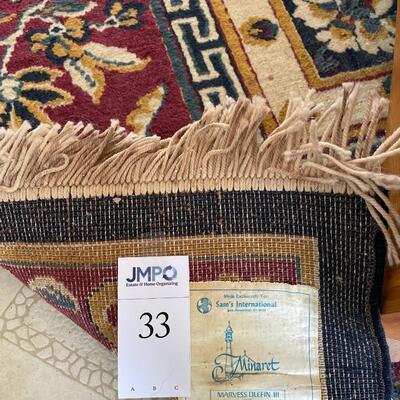 JMPO
Estate & Home Organizing
33
A B C
Made Exclusively For
Sam's International
Minaret
MARVESS OLEFIN III